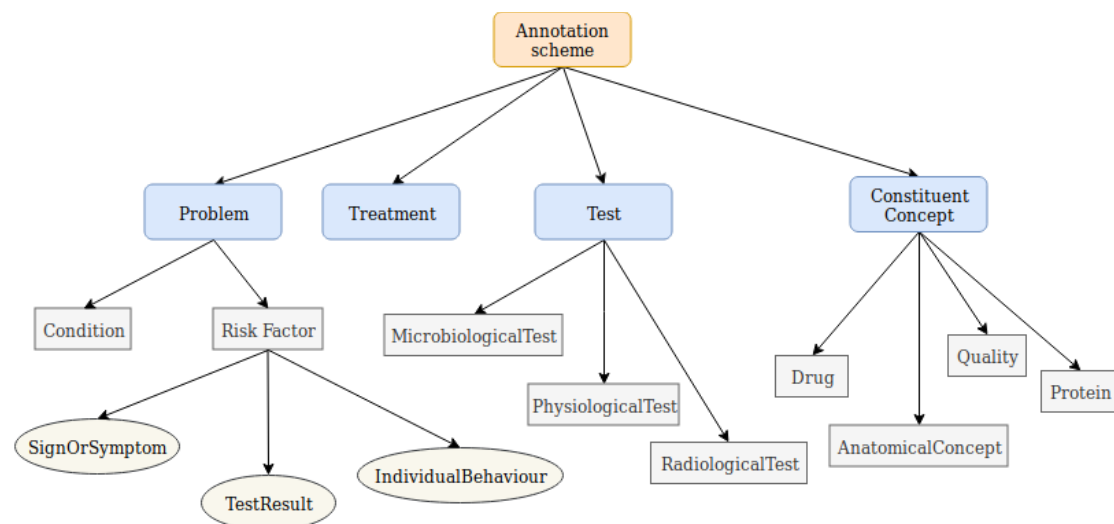 Annotation
scheme
Problem
Treatment
Test
Constituent
Concept
Condition
Risk Factor
MicrobiologicalTest
PhysiologicalTest
RadiologicalTest
Drug
Quality
Protein
AnatomicalConcept
SignOrSymptom
TestResult
IndividualBehaviour